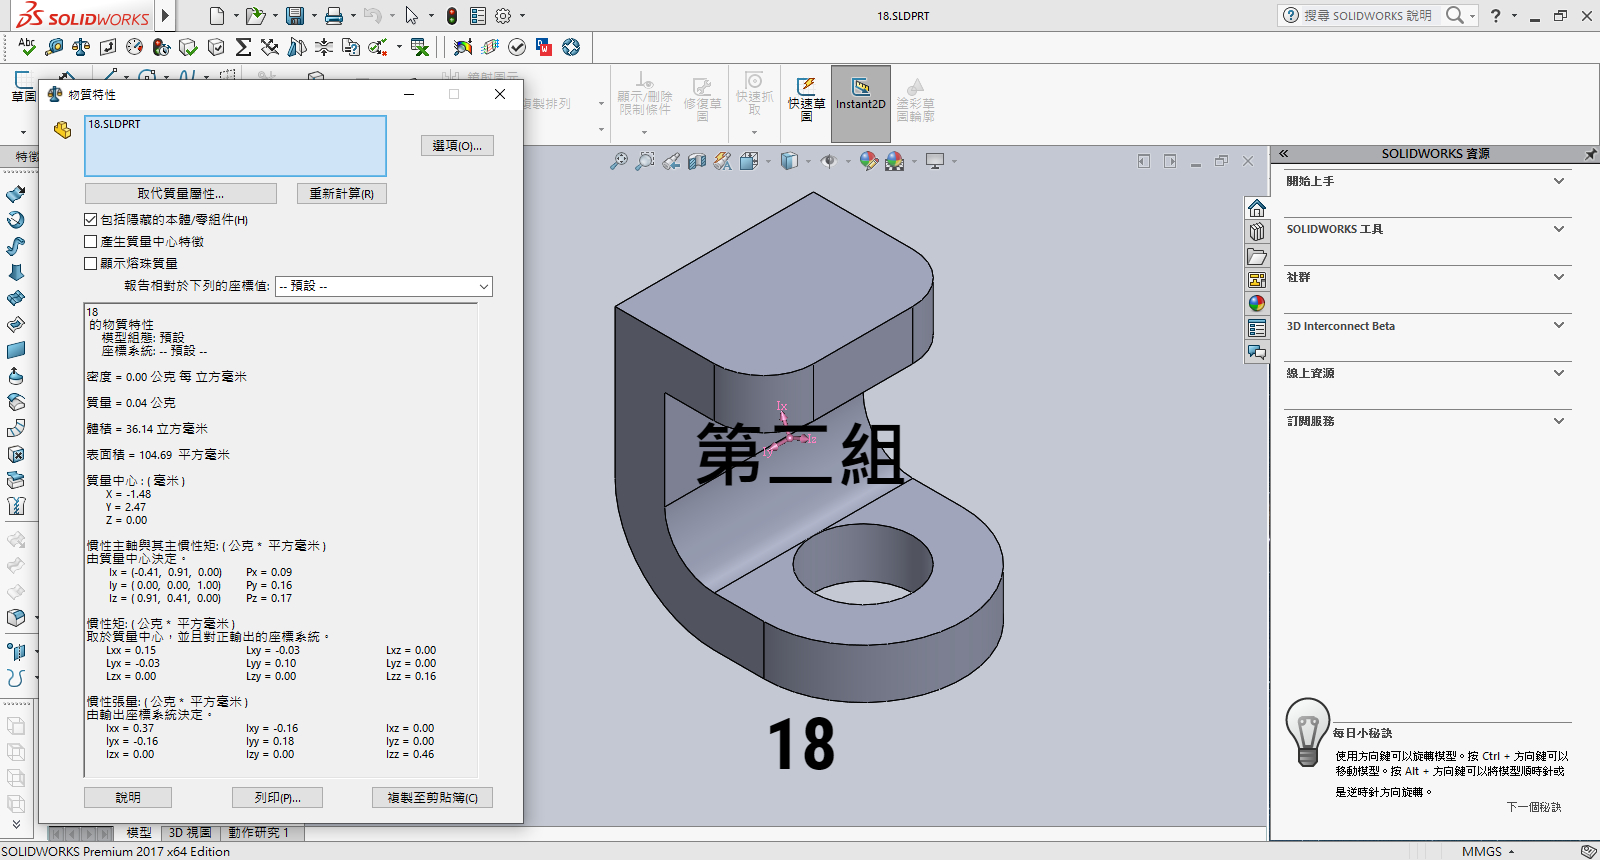 SOLIDWORKS
18.SLDPRT
搜尋 SOLIDWORKS 說明
?
Abc
草圖
鏡射圖元
複製排列
顯示/刪除
限制條件
修復草
圖
快速抓
取
快速草
圖
Instant2D
塗彩草
圖輪廓
特徵
物質特性
18.SLDPRT
選項(O)...
取代質量屬性...
重新計算(R)
包括隱藏的本體/零組件(H)
產生質量中心特徵
顯示熔珠質量
報告相對於下列的座標值:
-- 預設 --
18
的物質特性
模型組態: 預設
座標系統: -- 預設 --
密度 = 0.00 公克 每 立方毫米
質量 = 0.04 公克
體積 = 36.14 立方毫米
表面積 = 104.69 平方毫米
質量中心 : ( 毫米 )
X = -1.48
Y = 2.47
Z = 0.00
慣性主軸與其主慣性矩: ( 公克 * 平方毫米 )
由質量中心決定。
Ix = (-0.41, 0.91, 0.00) Px = 0.09
Iy = ( 0.00, 0.00, 1.00) Py = 0.16
Iz = ( 0.91, 0.41, 0.00) Pz = 0.17
慣性矩: ( 公克 * 平方毫米 )
取於質量中心，並且對正輸出的座標系統。
Lxx = 0.15 Lxy = -0.03 Lxz = 0.00
Lyx = -0.03 Lyy = 0.10 Lyz = 0.00
Lzx = 0.00 Lzy = 0.00 Lzz = 0.16
慣性張量: ( 公克 * 平方毫米 )
由輸出座標系統決定。
Ixx = 0.37 Ixy = -0.16 Ixz = 0.00
Iyx = -0.16 Iyy = 0.18 Iyz = 0.00
Izx = 0.00 Izy = 0.00 Izz = 0.46
說明
列印(P)...
複製至剪貼簿(C)
Ix
Iy
Iz
第二組
18
SOLIDWORKS 資源
開始上手
SOLIDWORKS 工具
社群
3D Interconnect Beta
線上資源
訂閱服務
每日小秘訣
使用方向鍵可以旋轉模型。按 Ctrl + 方向鍵可以
移動模型。按 Alt + 方向鍵可以將模型順時針或
是逆時針方向旋轉。
下一個秘訣
模型
3D 視圖
動作研究 1
SOLIDWORKS Premium 2017 x64 Edition
MMGS